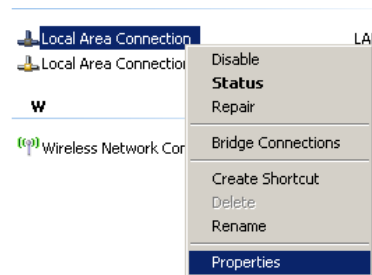 Local Area Connection LA
Local Area Connection
Disable
Status
Repair
W
Wireless Network Cor
Bridge Connections
Create Shortcut
Delete
Rename
Properties